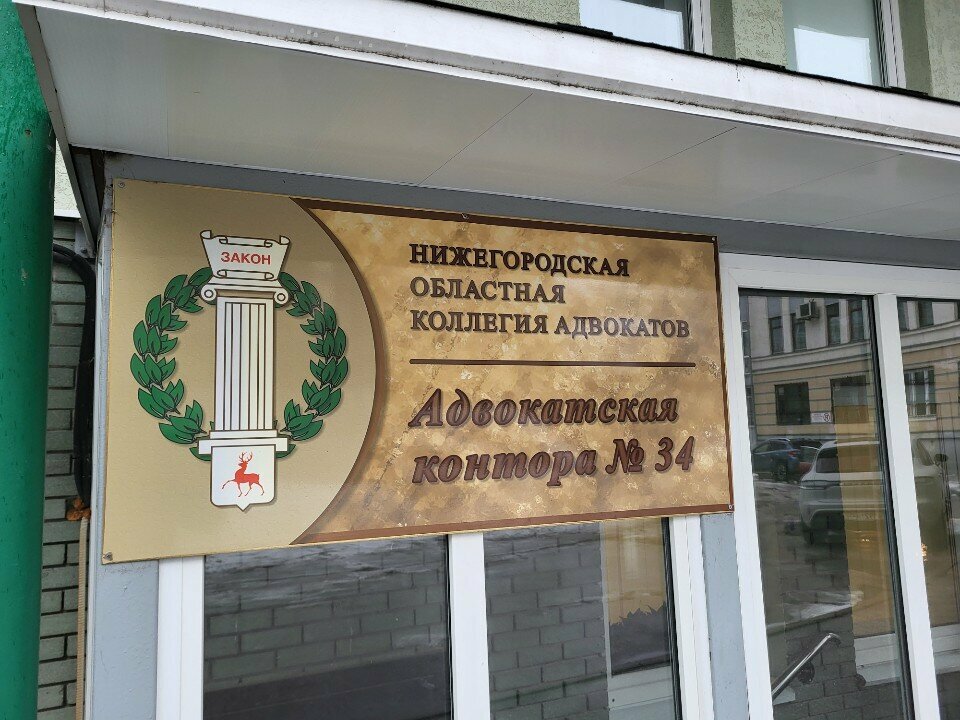 ЗАКОН
НИЖЕГОРОДСКАЯ
ОБЛАСТНАЯ
КОЛЛЕГИЯ АДВОКАТОВ
Адвокатская
контора № 34